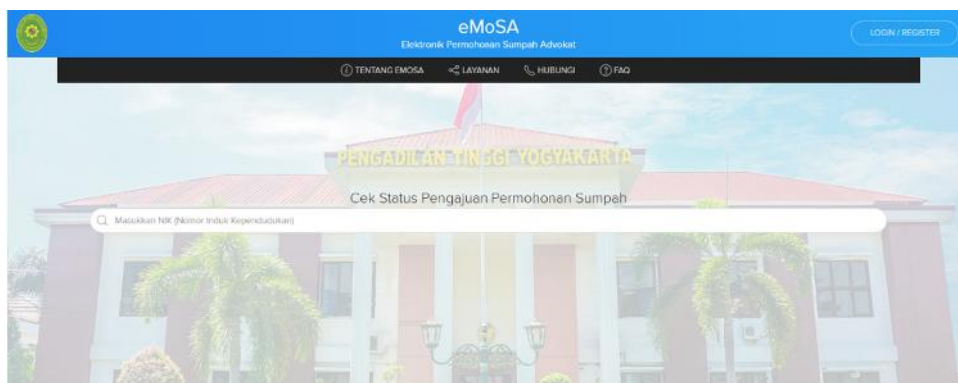 eMoSA
Elektronik Permohonan Sumpah Advokat
LOGIN / REGISTER
TENTANG EMOSA LAYANAN HUBUNGI FAQ
PENGADILAN TINGGI YOGYAKARTA
Cek Status Pengajuan Permohonan Sumpah
Masukkan NIK (Nomor Induk Kependudukan)